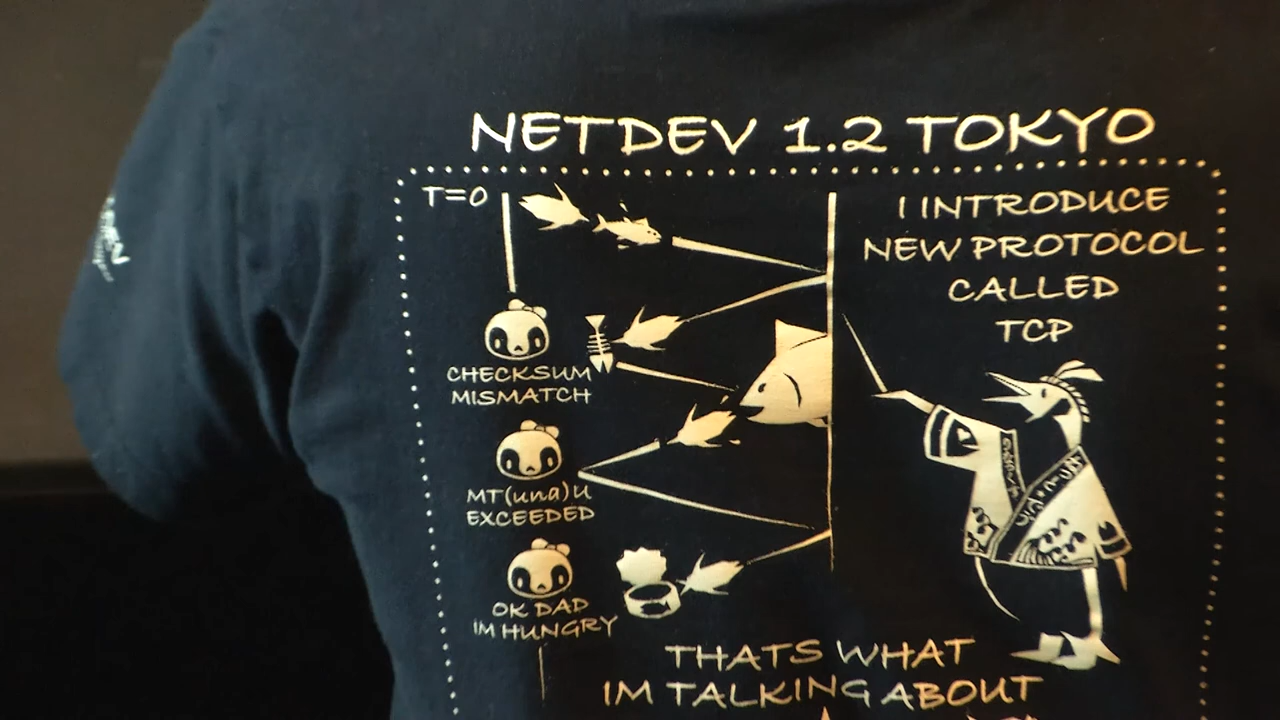 NETDEV 1.2 TOKYO
T=0
I INTRODUCE
NEW PROTOCOL
CALLED
TCP
CHECKSUM
MISMATCH
MT(una)U
EXCEEDED
OK DAD
IM HUNGRY
THATS WHAT
IM TALKING ABOUT